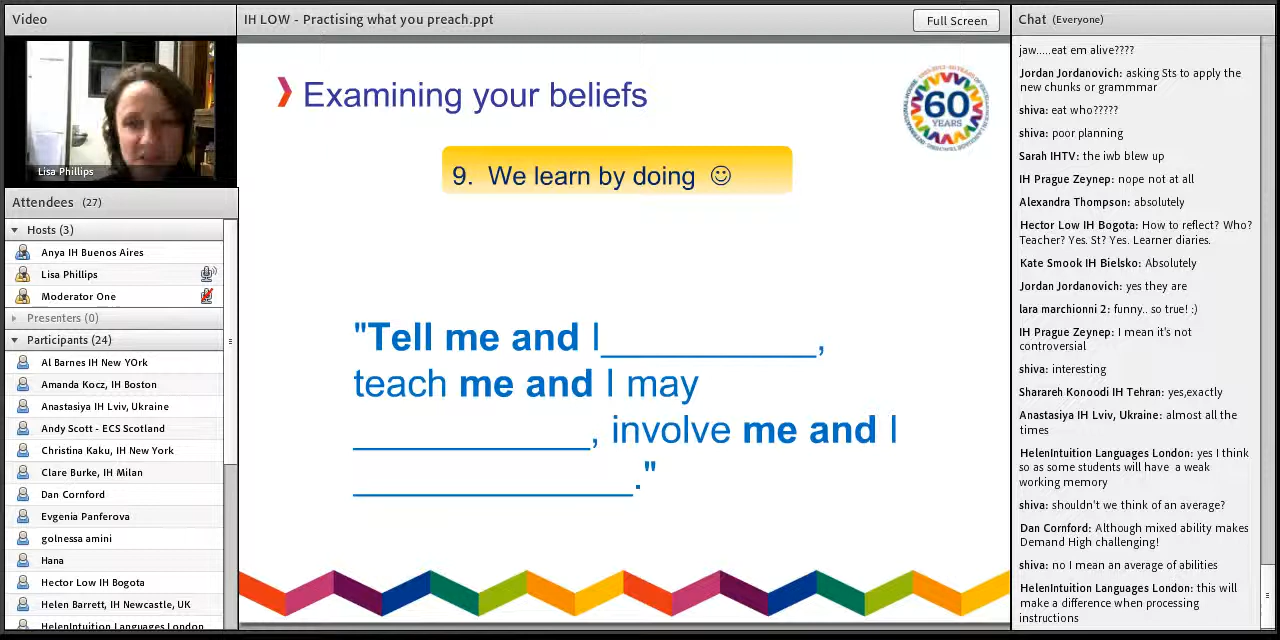 Video
Lisa Phillips
Attendees (27)
Hosts (3)
Anya IH Buenos Aires
Lisa Phillips
Moderator One
Presenters (0)
Participants (24)
Al Barnes IH New YOrk
Amanda Kocz, IH Boston
Anastasiya IH Lviv, Ukraine
Andy Scott - ECS Scotland
Christina Kaku, IH New York
Clare Burke, IH Milan
Dan Cornford
Evgenia Panferova
golnessa amini
Hana
Hector Low IH Bogota
Helen Barrett, IH Newcastle, UK
HelenIntuition Languages London
IH LOW - Practising what you preach.ppt
Full Screen
Examining your beliefs
60
YEARS
9. We learn by doing ☺
"Tell me and I__________,
teach me and I may
___________, involve me and I
_____________."
Chat (Everyone)
jaw.....eat em alive????
Jordan Jordanovich: asking Sts to apply the
new chunks or grammmar
shiva: eat who?????
shiva: poor planning
Sarah IHTV: the iwb blew up
IH Prague Zeynep: nope not at all
Alexandra Thompson: absolutely
Hector Low IH Bogota: How to reflect? Who?
Teacher? Yes. St? Yes. Learner diaries.
Kate Smook IH Bielsko: Absolutely
Jordan Jordanovich: yes they are
lara marchionni 2: funny.. so true! :)
IH Prague Zeynep: I mean it's not
controversial
shiva: interesting
Sharareh Konoodi IH Tehran: yes,exactly
Anastasiya IH Lviv, Ukraine: almost all the
times
HelenIntuition Languages London: yes I think
so as some students will have a weak
working memory
shiva: shouldn't we think of an average?
Dan Cornford: Although mixed ability makes
Demand High challenging!
shiva: no I mean an average of abilities
HelenIntuition Languages London: this will
make a difference when processing
instructions